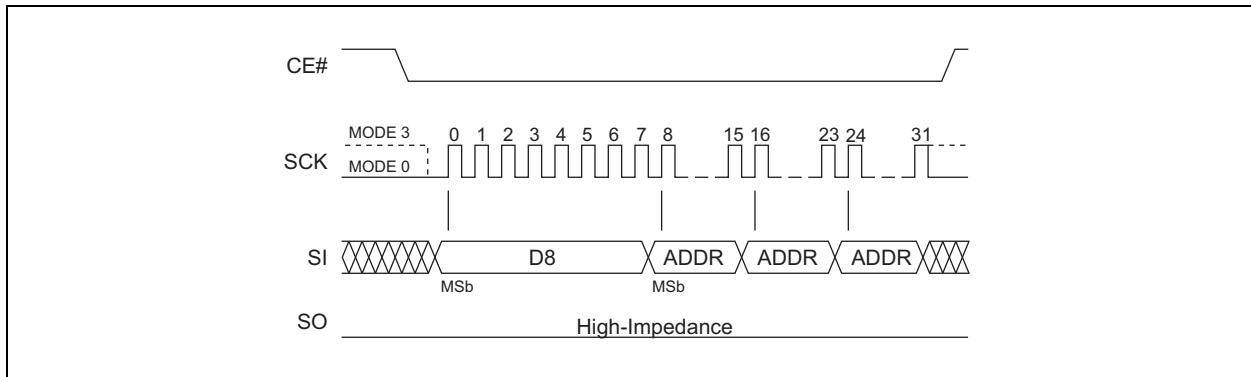 CE#
MODE 3
0 1 2 3 4 5 6 7 8 15 16 23 24 31
SCK
MODE 0
SI
D8 ADDR ADDR ADDR
MSb MSb
SO
High-Impedance